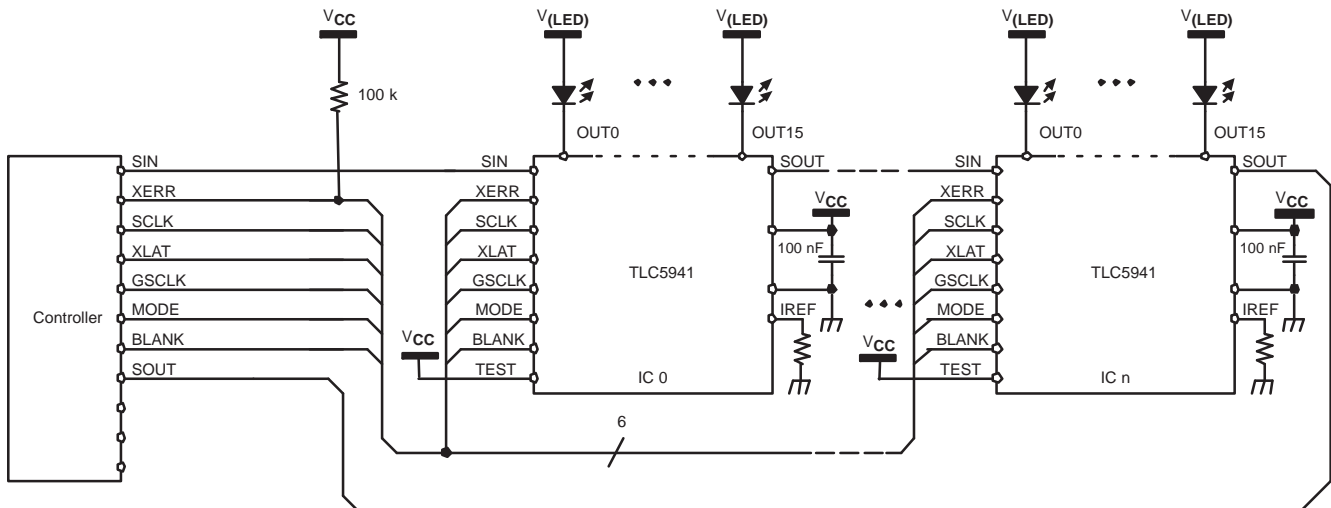 VCC
V(LED)
V(LED)
V(LED)
V(LED)
100 k
OUT0
OUT15
OUT0
OUT15
SIN
XERR
SCLK
XLAT
GSCLK
MODE
BLANK
SOUT
Controller
SIN
XERR
SCLK
XLAT
GSCLK
MODE
BLANK
TEST
VCC
TLC5941
IC 0
SOUT
VCC
100 nF
IREF
6
SIN
XERR
SCLK
XLAT
GSCLK
MODE
BLANK
TEST
VCC
TLC5941
IC n
SOUT
VCC
100 nF
IREF